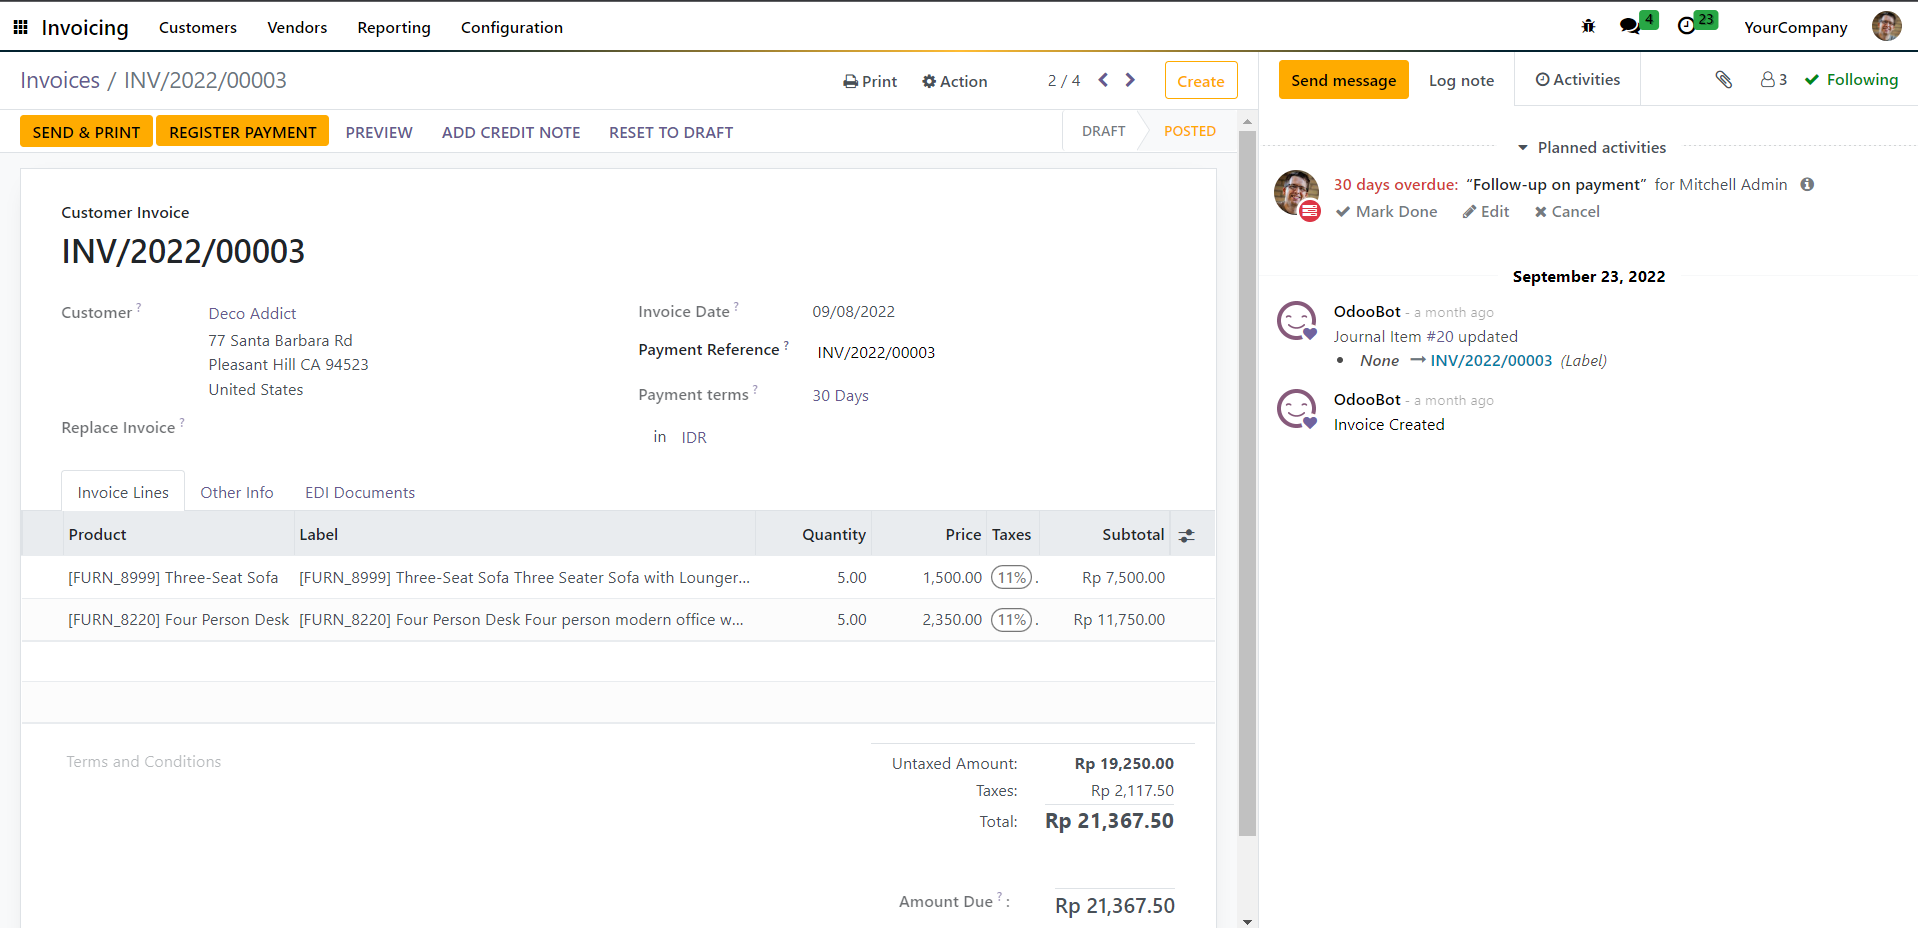 Invoicing Customers Vendors Reporting Configuration 4 23 YourCompany
Invoices / INV/2022/00003 Print Action 2 / 4 Create
SEND & PRINT REGISTER PAYMENT PREVIEW ADD CREDIT NOTE RESET TO DRAFT DRAFT POSTED
Customer Invoice
INV/2022/00003
Customer ? Deco Addict
77 Santa Barbara Rd
Pleasant Hill CA 94523
United States
Replace Invoice ?
Invoice Date ? 09/08/2022
Payment Reference ? INV/2022/00003
Payment terms ? 30 Days
in IDR
Invoice Lines Other Info EDI Documents
Product Label Quantity Price Taxes Subtotal
[FURN_8999] Three-Seat Sofa [FURN_8999] Three-Seat Sofa Three Seater Sofa with Lounger... 5.00 1,500.00 11% . Rp 7,500.00
[FURN_8220] Four Person Desk [FURN_8220] Four Person Desk Four person modern office w... 5.00 2,350.00 11% . Rp 11,750.00
Terms and Conditions
Untaxed Amount: Rp 19,250.00
Taxes: Rp 2,117.50
Total: Rp 21,367.50
Amount Due ? : Rp 21,367.50
Send message Log note Activities 3 Following
Planned activities
30 days overdue: “Follow-up on payment” for Mitchell Admin
Mark Done Edit Cancel
September 23, 2022
OdooBot - a month ago
Journal Item #20 updated
• None → INV/2022/00003 (Label)
OdooBot - a month ago
Invoice Created